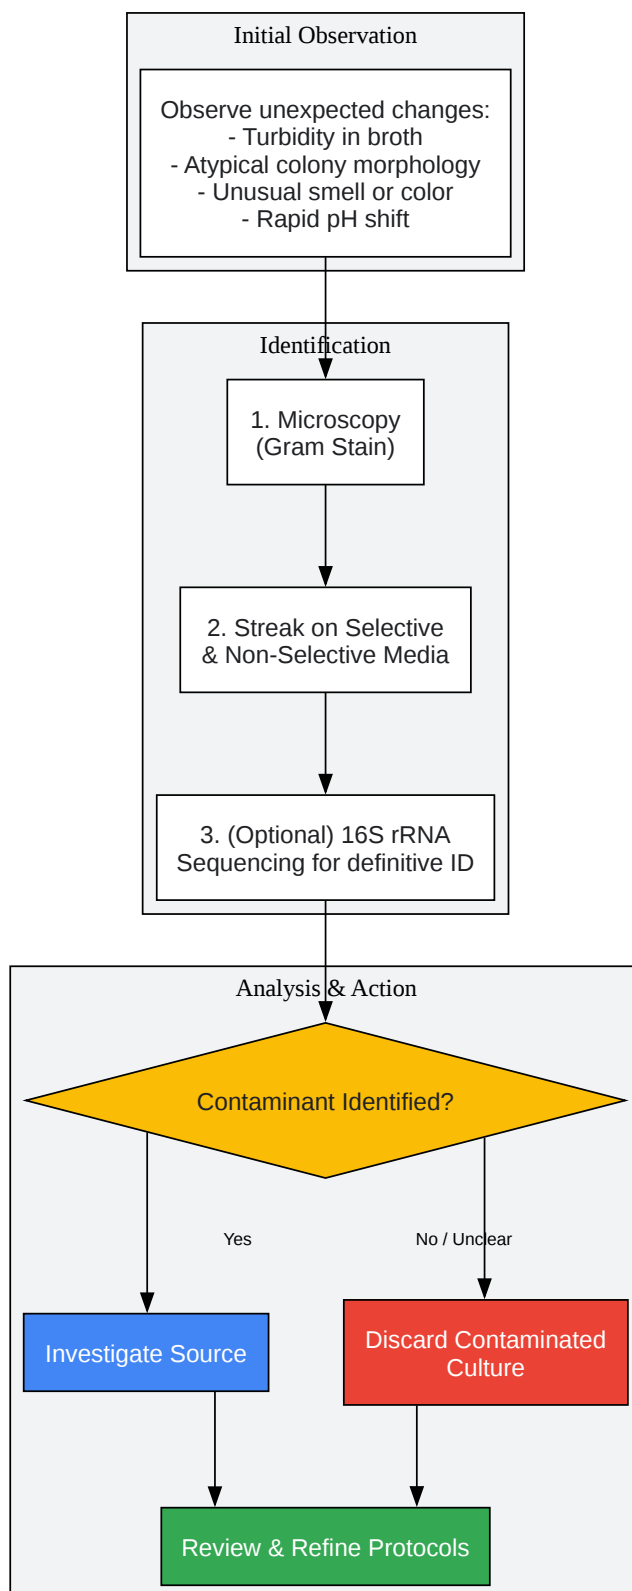 Initial Observation
Observe unexpected changes:
- Turbidity in broth
- Atypical colony morphology
- Unusual smell or color
- Rapid pH shift
Identification
1. Microscopy
(Gram Stain)
2. Streak on Selective
& Non-Selective Media
3. (Optional) 16S rRNA
Sequencing for definitive ID
Analysis & Action
Contaminant Identified?
Yes
No / Unclear
Investigate Source
Discard Contaminated
Culture
Review & Refine Protocols